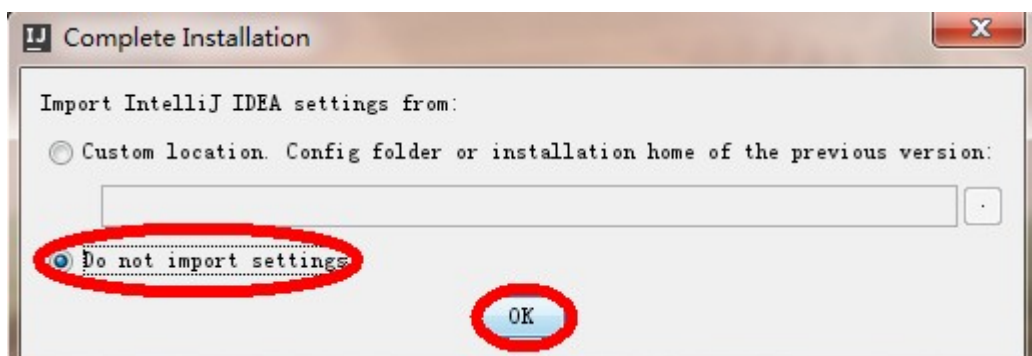 IJ Complete Installation
Import IntelliJ IDEA settings from:
Custom location. Config folder or installation home of the previous version:
.
Do not import settings
OK